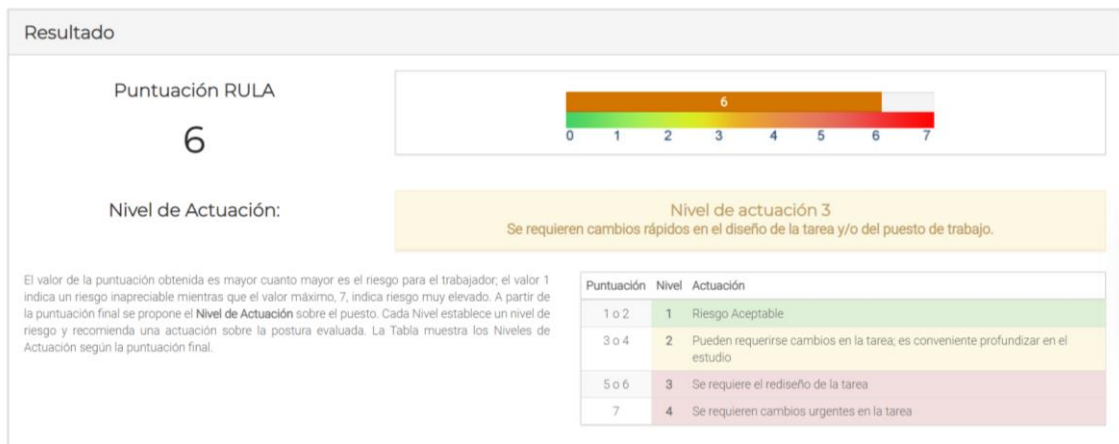 Resultado
Puntuación RULA
6
6
0 1 2 3 4 5 6 7
Nivel de Actuación:
Nivel de actuación 3
Se requieren cambios rápidos en el diseño de la tarea y/o del puesto de trabajo.
El valor de la puntuación obtenida es mayor cuanto mayor es el riesgo para el trabajador; el valor 1
indica un riesgo inapreciable mientras que el valor máximo, 7, indica riesgo muy elevado. A partir de
la puntuación final se propone el Nivel de Actuación sobre el puesto. Cada Nivel establece un nivel de
riesgo y recomienda una actuación sobre la postura evaluada. La Tabla muestra los Niveles de
Actuación según la puntuación final.
Puntuación Nivel Actuación
1 o 2 1 Riesgo Aceptable
3 o 4 2 Pueden requerirse cambios en la tarea; es conveniente profundizar en el
estudio
5 o 6 3 Se requiere el rediseño de la tarea
7 4 Se requieren cambios urgentes en la tarea